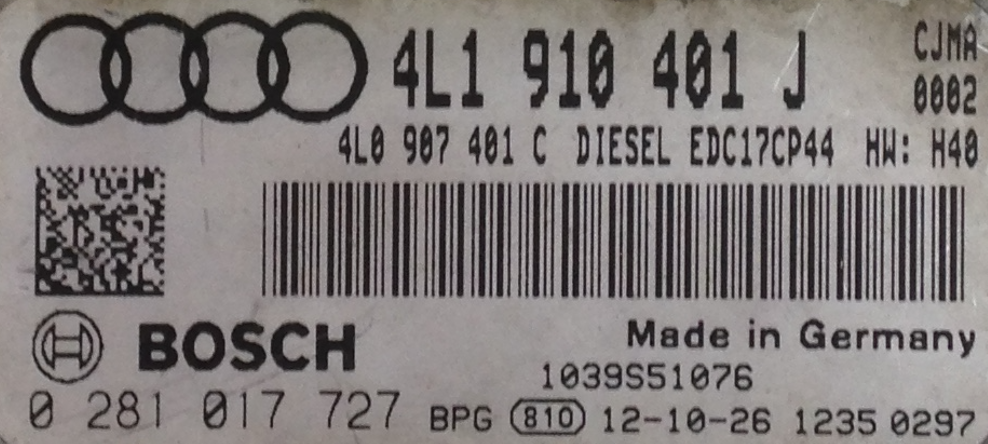 4L1 910 401 J CJMA
0002
4L0 907 401 C DIESEL EDC17CP44 HW: H40
BOSCH Made in Germany
1039S51076
0 281 017 727 BPG 810 12-10-26 1235 0297